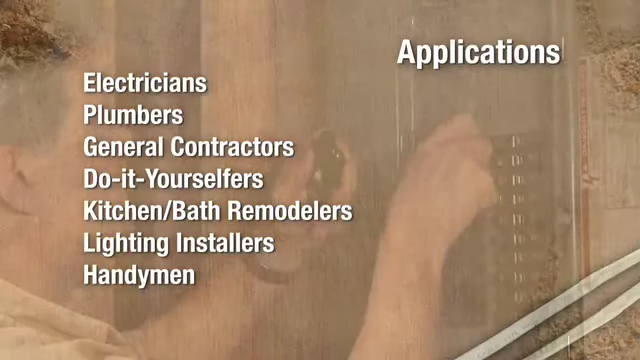 Applications
Electricians
Plumbers
General Contractors
Do-it-Yourselfers
Kitchen/Bath Remodelers
Lighting Installers
Handymen